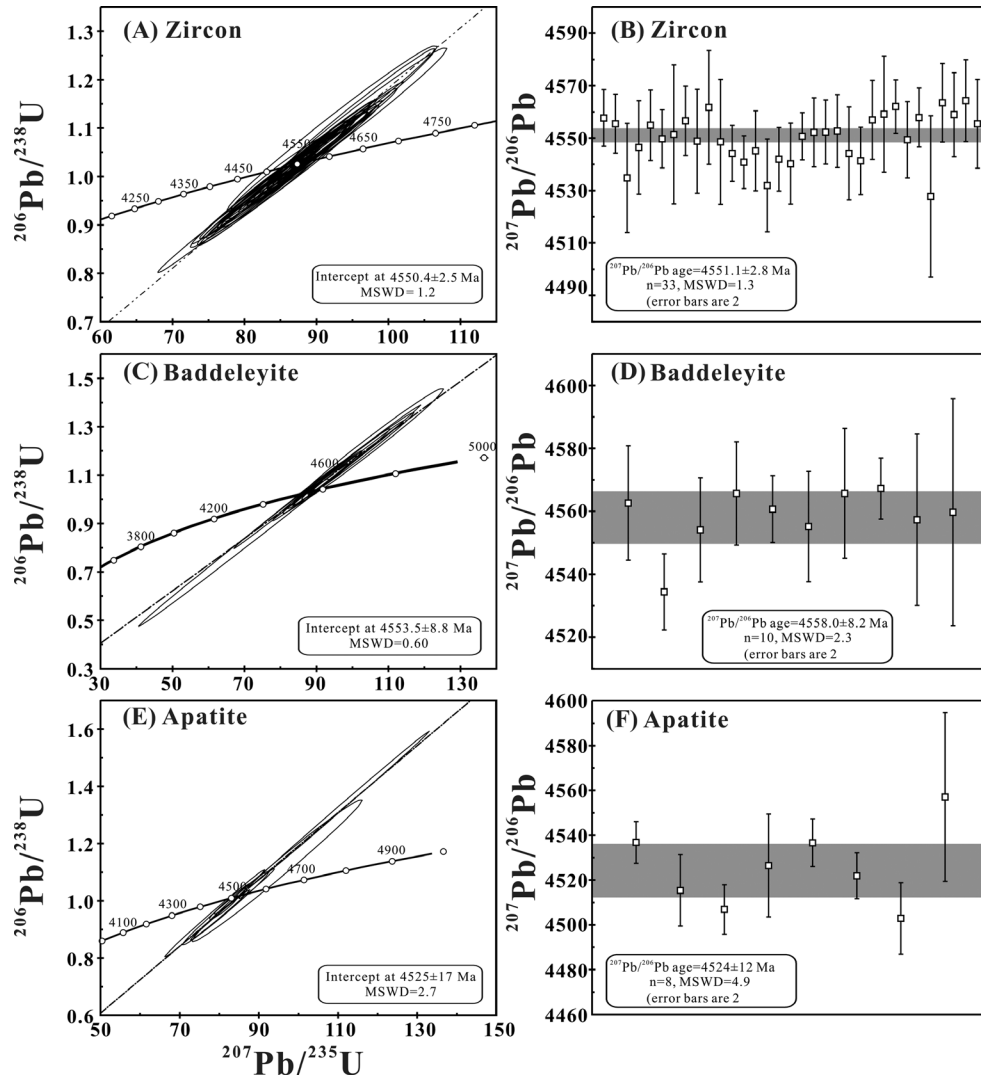 (A) Zircon
206Pb/238U
1.3
1.2
1.1
1.0
0.9
0.8
0.7
4250
4350
4450
4550
4650
4750
Intercept at 4550.4±2.5 Ma
MSWD= 1.2
60
70
80
90
100
110
(B) Zircon
207Pb/206Pb
4590
4570
4550
4530
4510
4490
207Pb/206Pb age=4551.1±2.8 Ma
n=33, MSWD=1.3
(error bars are 2
(C) Baddeleyite
206Pb/238U
1.5
1.3
1.1
0.9
0.7
0.5
0.3
3800
4200
4600
5000
Intercept at 4553.5±8.8 Ma
MSWD=0.60
30
50
70
90
110
130
(D) Baddeleyite
207Pb/206Pb
4600
4580
4560
4540
4520
207Pb/206Pb age=4558.0±8.2 Ma
n=10, MSWD=2.3
(error bars are 2
(E) Apatite
206Pb/238U
1.6
1.4
1.2
1.0
0.8
0.6
4100
4300
4500
4700
4900
Intercept at 4525±17 Ma
MSWD=2.7
50
70
90
110
130
150
207Pb/235U
(F) Apatite
207Pb/206Pb
4600
4580
4560
4540
4520
4500
4480
4460
207Pb/206Pb age=4524±12 Ma
n=8, MSWD=4.9
(error bars are 2